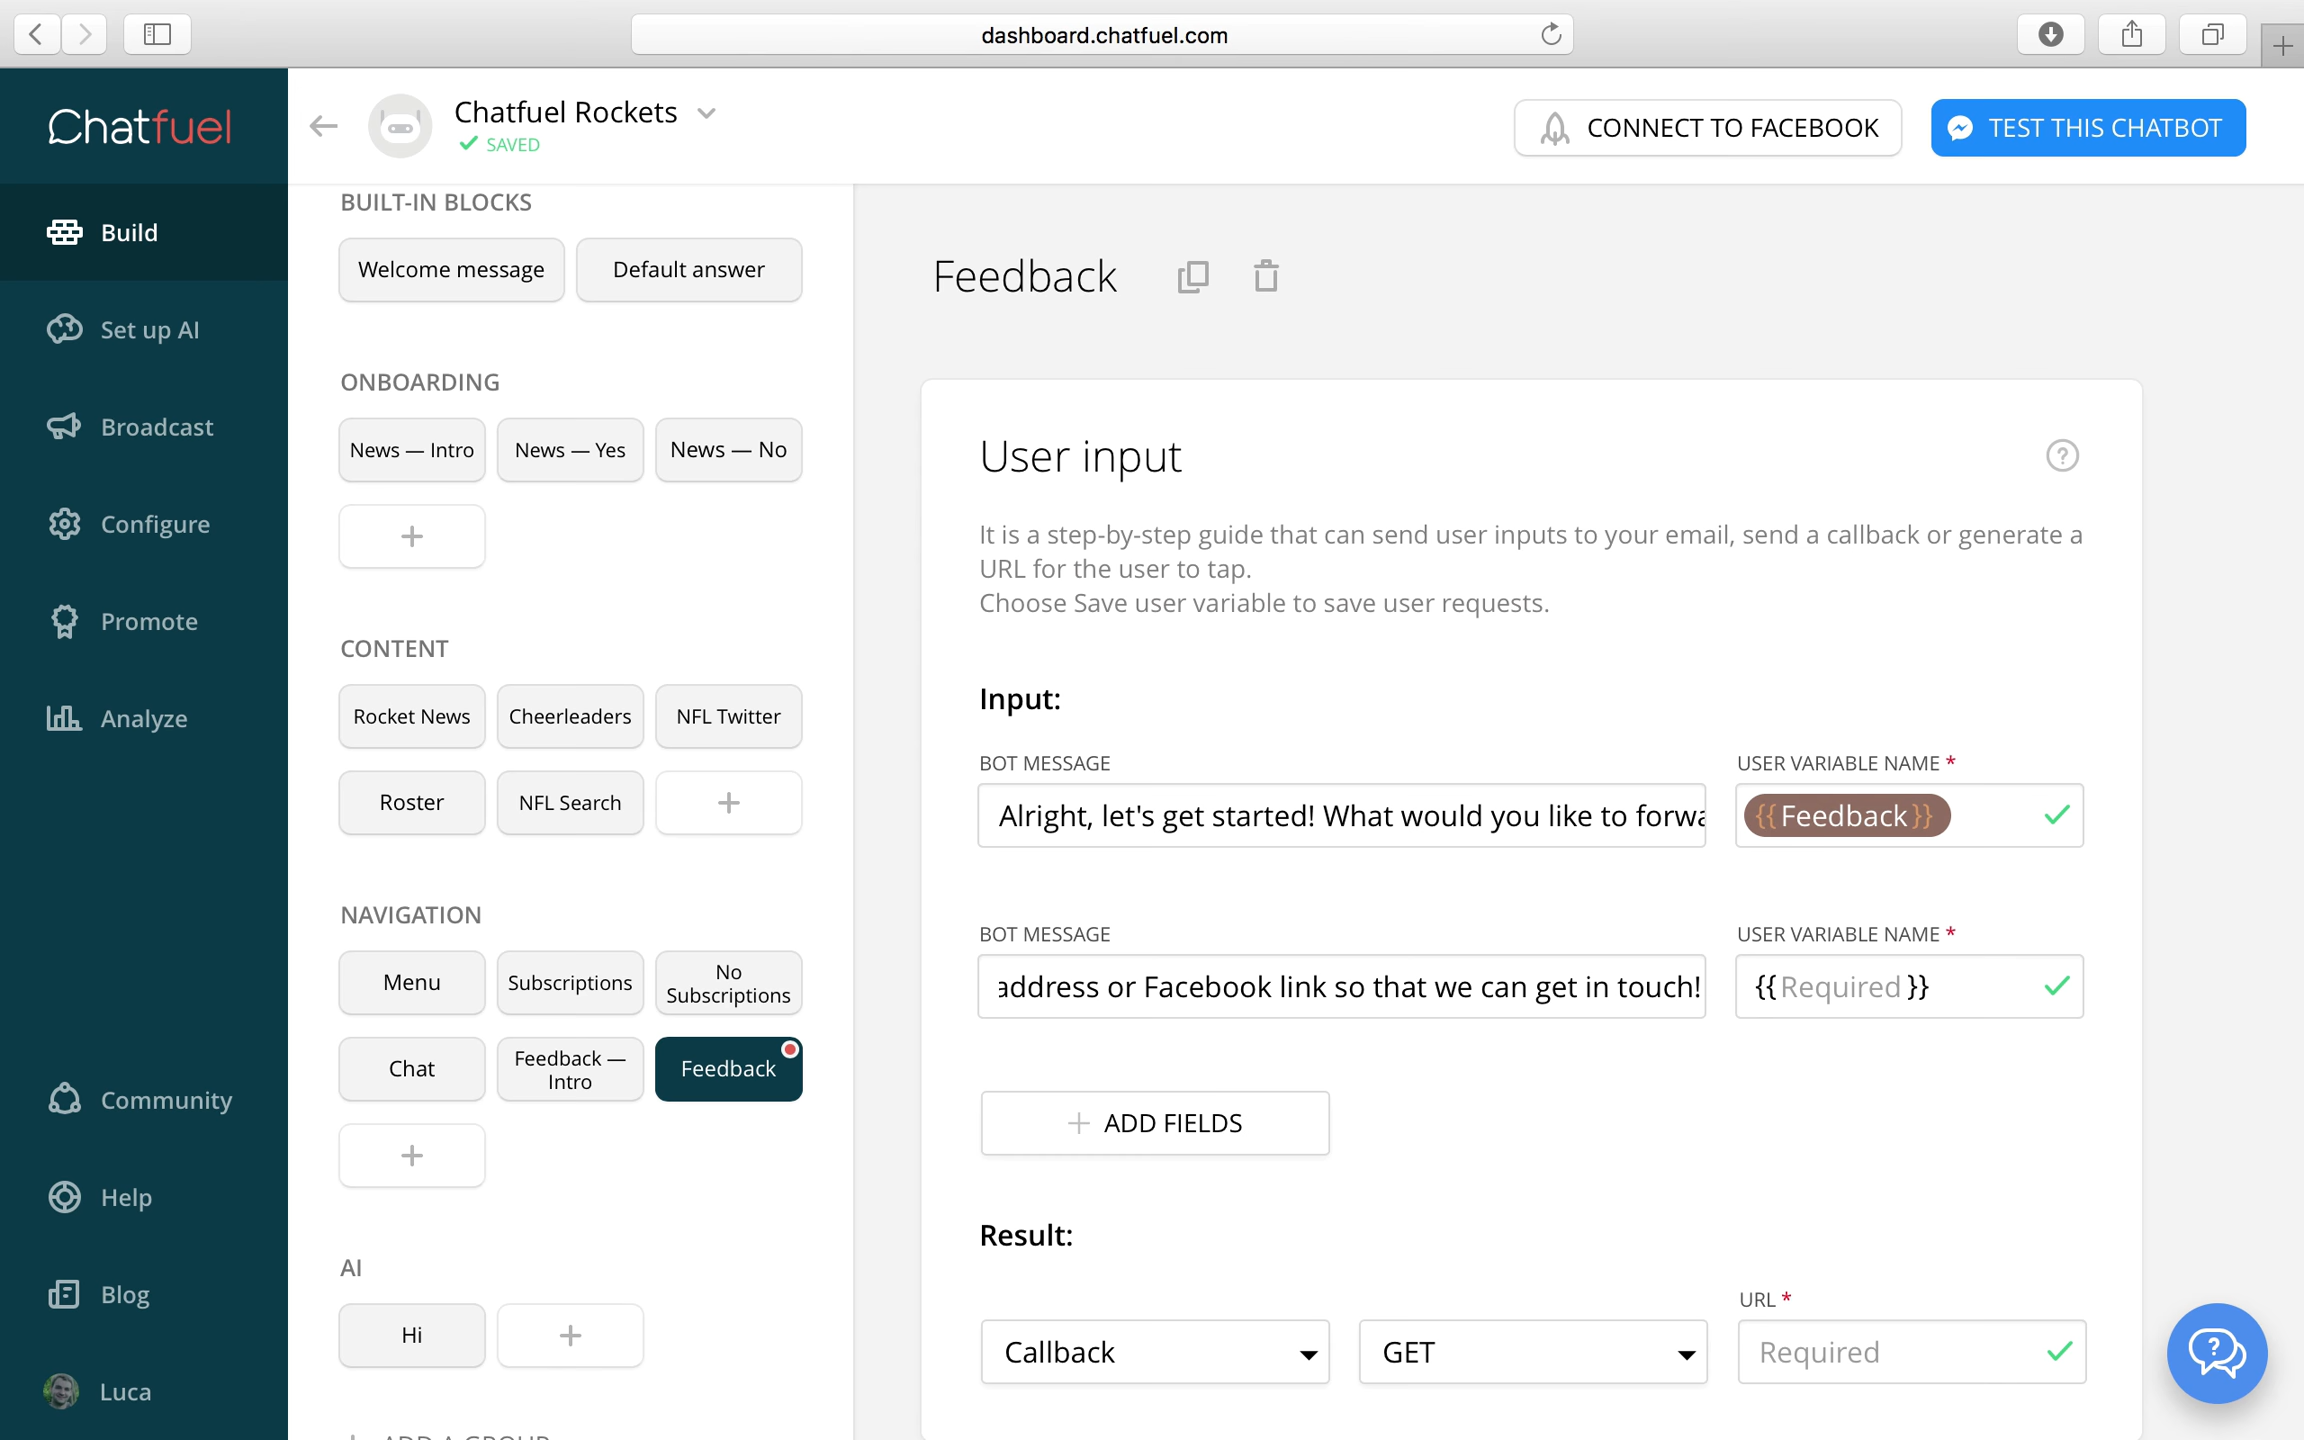 dashboard.chatfuel.com
Chatfuel
Chatfuel Rockets
SAVED
CONNECT TO FACEBOOK
TEST THIS CHATBOT
Build
Set up AI
Broadcast
Configure
Promote
Analyze
Community
Help
Blog
Luca
BUILT-IN BLOCKS
Welcome message
Default answer
ONBOARDING
News — Intro
News — Yes
News — No
+
CONTENT
Rocket News
Cheerleaders
NFL Twitter
Roster
NFL Search
+
NAVIGATION
Menu
Subscriptions
No
Subscriptions
Chat
Feedback —
Intro
Feedback
+
AI
Hi
+
ADD A GROUP
Feedback
User input
?
It is a step-by-step guide that can send user inputs to your email, send a callback or generate a
URL for the user to tap.
Choose Save user variable to save user requests.
Input:
BOT MESSAGE
USER VARIABLE NAME *
Alright, let's get started! What would you like to forwa
{{Feedback}}
BOT MESSAGE
USER VARIABLE NAME *
address or Facebook link so that we can get in touch!
{{Required}}
+ ADD FIELDS
Result:
URL *
Callback
GET
Required
?